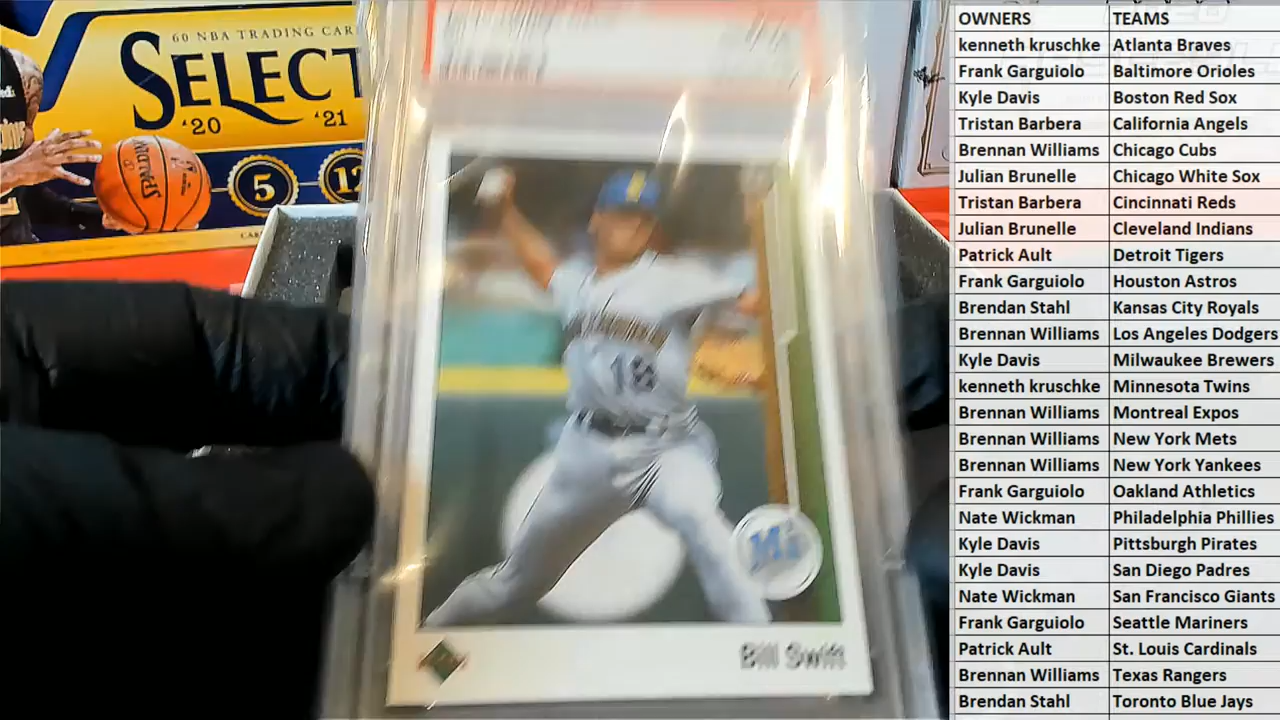 60 NBA TRADING CAR
SELECT
'20 '21
5
12
SPALDING
18
Bill Swift
OWNERS TEAMS
kenneth kruschke Atlanta Braves
Frank Garguiolo Baltimore Orioles
Kyle Davis Boston Red Sox
Tristan Barbera California Angels
Brennan Williams Chicago Cubs
Julian Brunelle Chicago White Sox
Tristan Barbera Cincinnati Reds
Julian Brunelle Cleveland Indians
Patrick Ault Detroit Tigers
Frank Garguiolo Houston Astros
Brendan Stahl Kansas City Royals
Brennan Williams Los Angeles Dodgers
Kyle Davis Milwaukee Brewers
kenneth kruschke Minnesota Twins
Brennan Williams Montreal Expos
Brennan Williams New York Mets
Brennan Williams New York Yankees
Frank Garguiolo Oakland Athletics
Nate Wickman Philadelphia Phillies
Kyle Davis Pittsburgh Pirates
Kyle Davis San Diego Padres
Nate Wickman San Francisco Giants
Frank Garguiolo Seattle Mariners
Patrick Ault St. Louis Cardinals
Brennan Williams Texas Rangers
Brendan Stahl Toronto Blue Jays